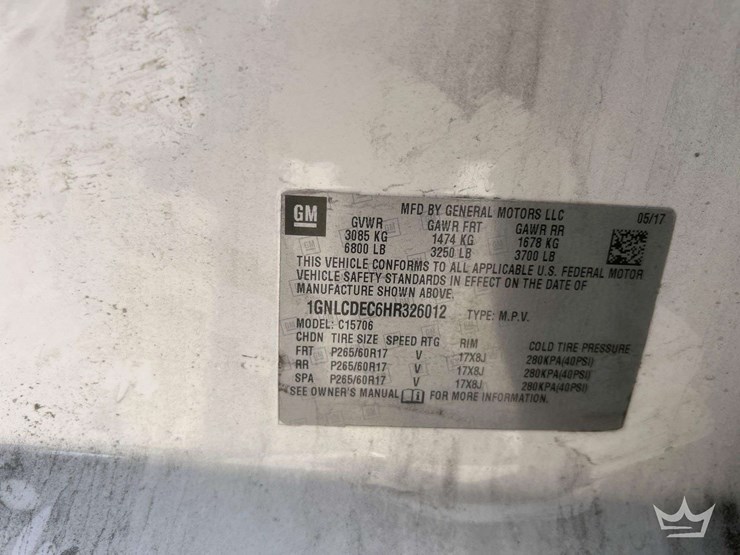 GM
MFD BY GENERAL MOTORS LLC 05/17
GVWR GAWR FRT GAWR RR
3085 KG 1474 KG 1678 KG
6800 LB 3250 LB 3700 LB
THIS VEHICLE CONFORMS TO ALL APPLICABLE U.S. FEDERAL MOTOR
VEHICLE SAFETY STANDARDS IN EFFECT ON THE DATE OF
MANUFACTURE SHOWN ABOVE.
1GNLCDEC6HR326012 TYPE: M.P.V.
MODEL: C15706
CHDN TIRE SIZE SPEED RTG RIM COLD TIRE PRESSURE
FRT P265/60R17 V 17X8J 280KPA(40PSI)
RR P265/60R17 V 17X8J 280KPA(40PSI)
SPA P265/60R17 V 17X8J 280KPA(40PSI)
SEE OWNER'S MANUAL FOR MORE INFORMATION.